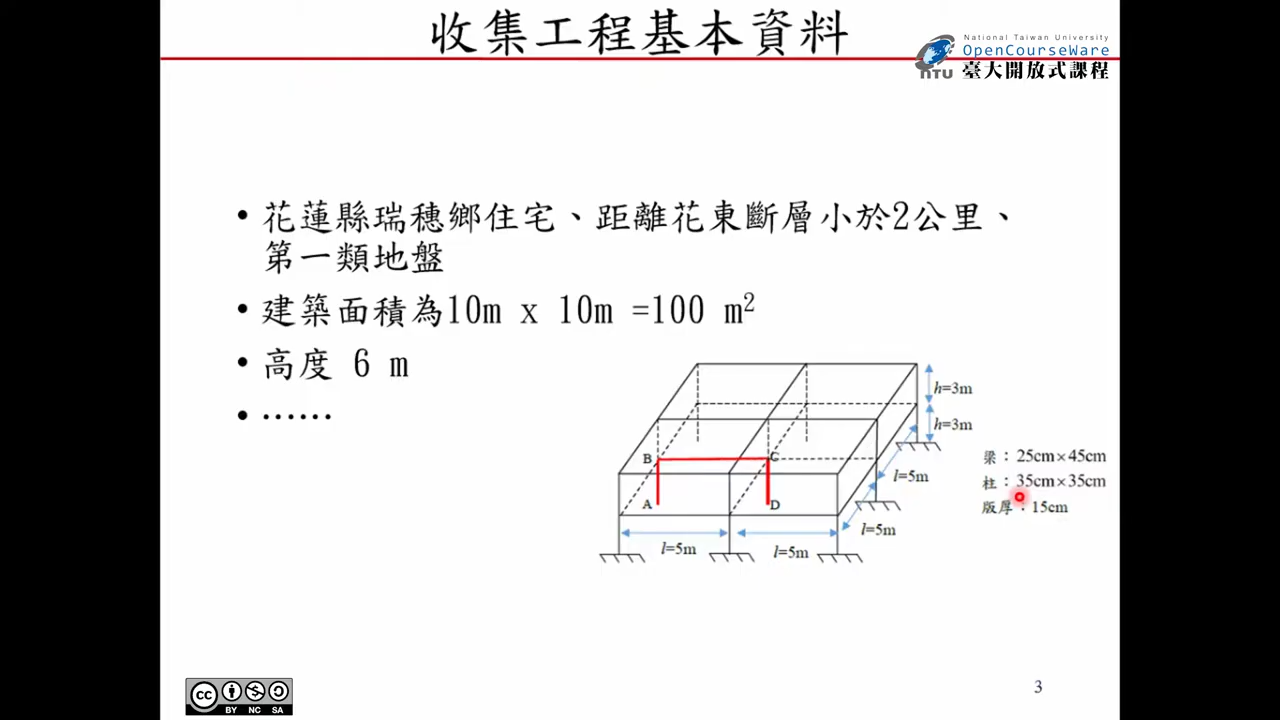 收集工程基本資料
National Taiwan University
OpenCourseWare
NTU 臺大開放式課程
• 花蓮縣瑞穗鄉住宅、距離花東斷層小於2公里、
第一類地盤
• 建築面積為10m x 10m =100 m²
• 高度 6 m
• ……
h=3m
h=3m
B
C
A
D
l=5m
l=5m
l=5m
l=5m
梁：25cm×45cm
柱：35cm×35cm
版厚：15cm
cc
BY NC SA
3